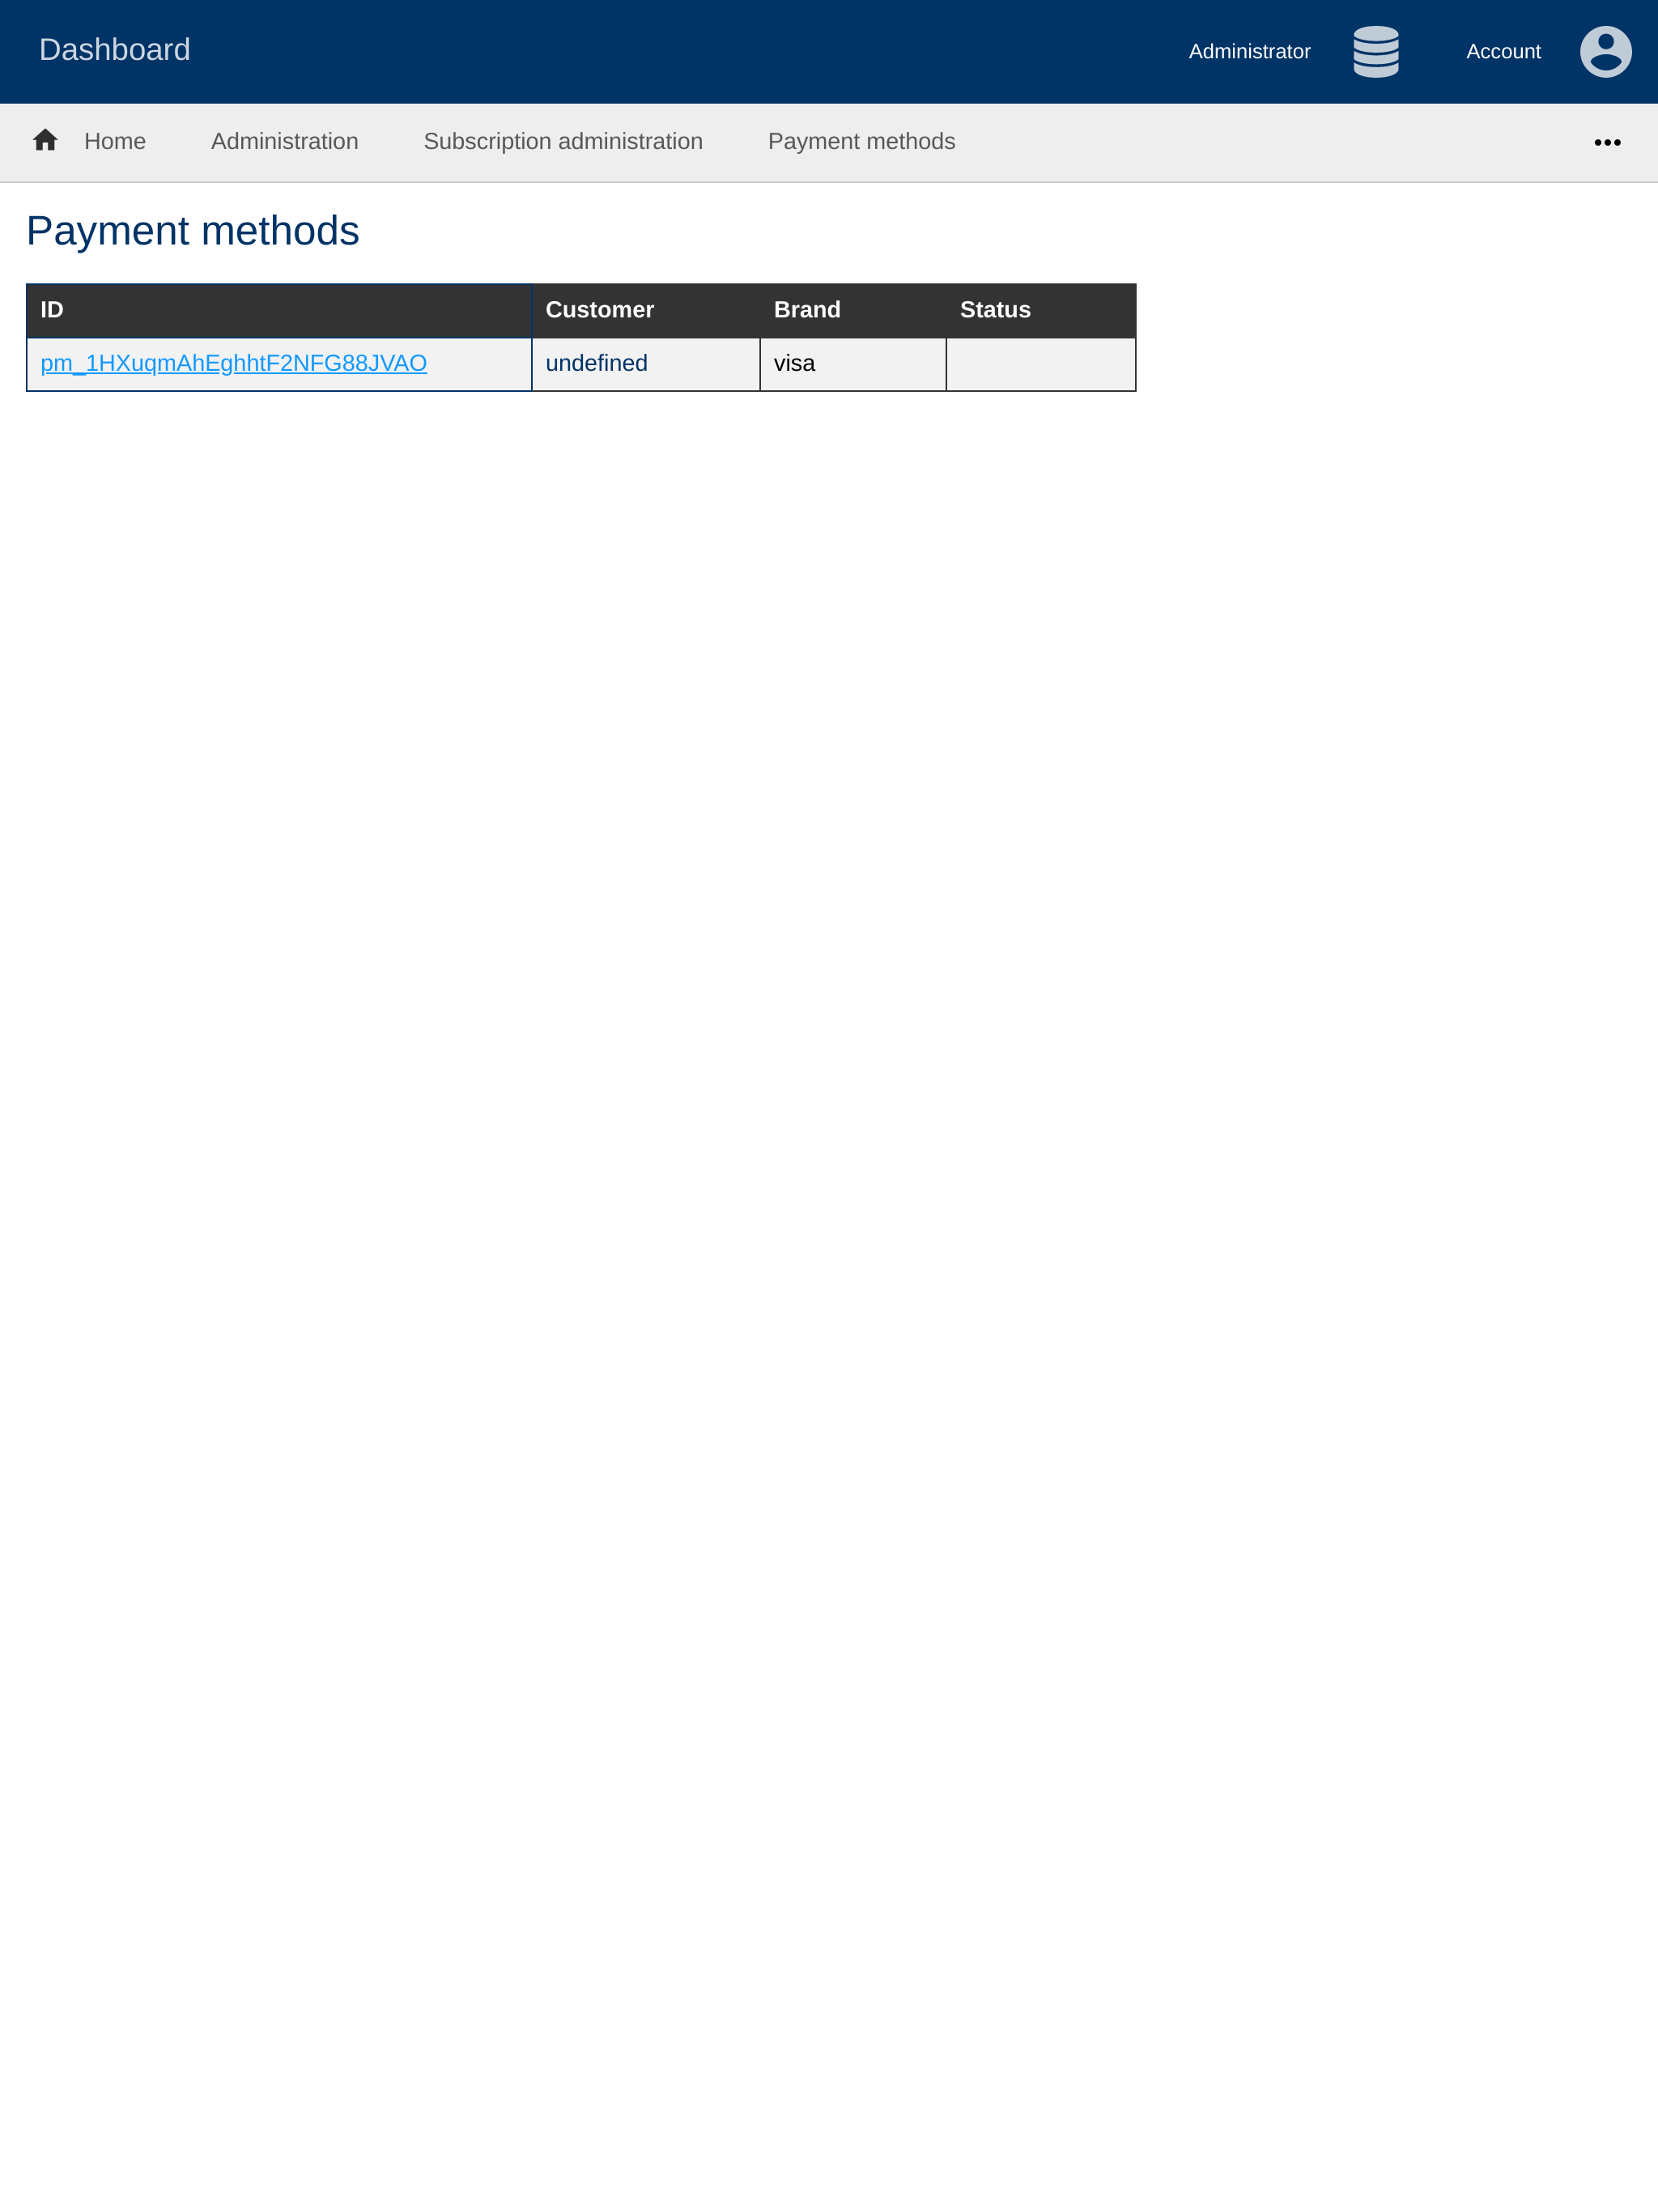 Dashboard
Administrator
Account
Home
Administration
Subscription administration
Payment methods
Payment methods
ID Customer Brand Status
pm_1HXuqmAhEghhtF2NFG88JVAO undefined visa